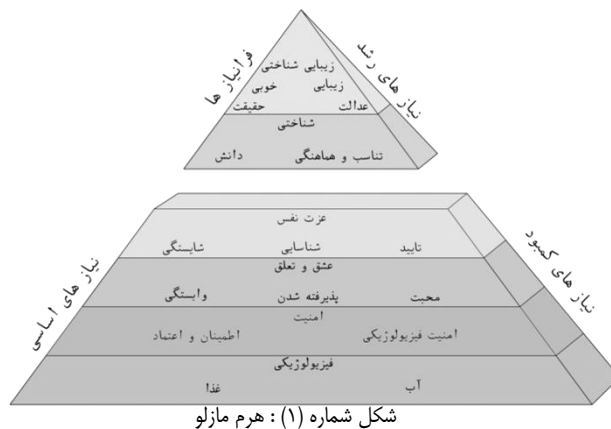 زیبایی شناختی
خوبی زیبایی
حقیقت عدالت
شناختی
تناسب و هماهنگی دانش
فرانیاز ها
نیاز های رشد
عزت نفس
تایید شناسایی شایستگی
عشق و تعلق
محبت پذیرفته شدن وابستگی
امنیت
امنیت فیزیولوژیکی اطمینان و اعتماد
فیزیولوژیکی
آب غذا
نیاز های کمبود
نیاز های اساسی
شکل شماره (۱) : هرم مازلو